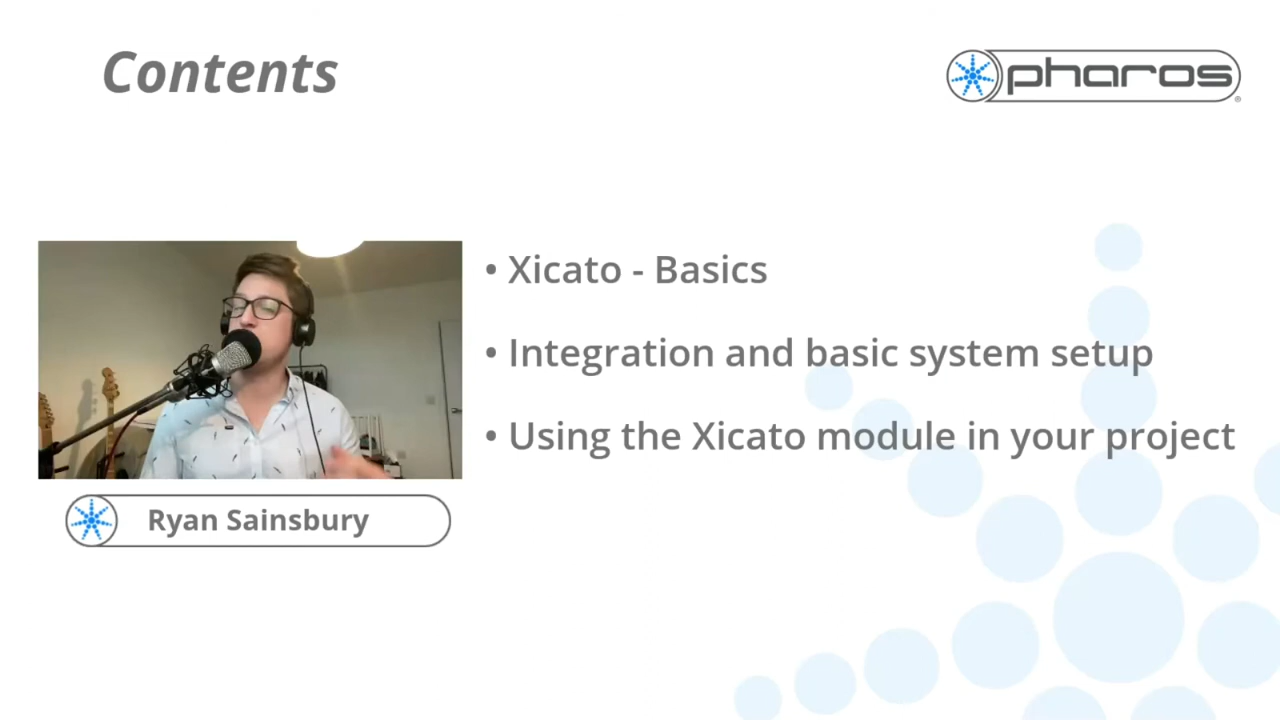 Contents
pharos
®
• Xicato - Basics
• Integration and basic system setup
• Using the Xicato module in your project
Ryan Sainsbury